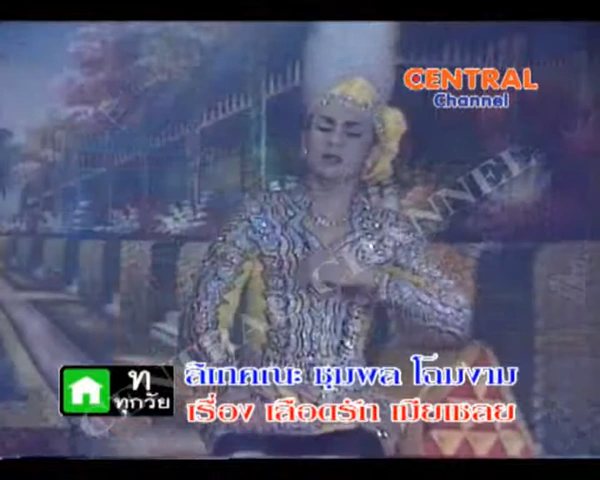 CENTRAL
Channel
CENTRAL CHANNEL
ท
ทุกวัย
ลิเกคณะ ชุมพล โฉมงาม
เรื่อง เลือดรัก เมียเชลย